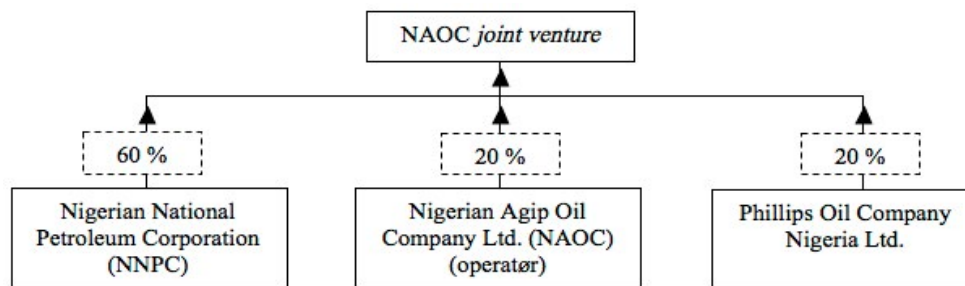 NAOC joint venture
60 %
20 %
20 %
Nigerian National
Petroleum Corporation
(NNPC)
Nigerian Agip Oil
Company Ltd. (NAOC)
(operatør)
Phillips Oil Company
Nigeria Ltd.